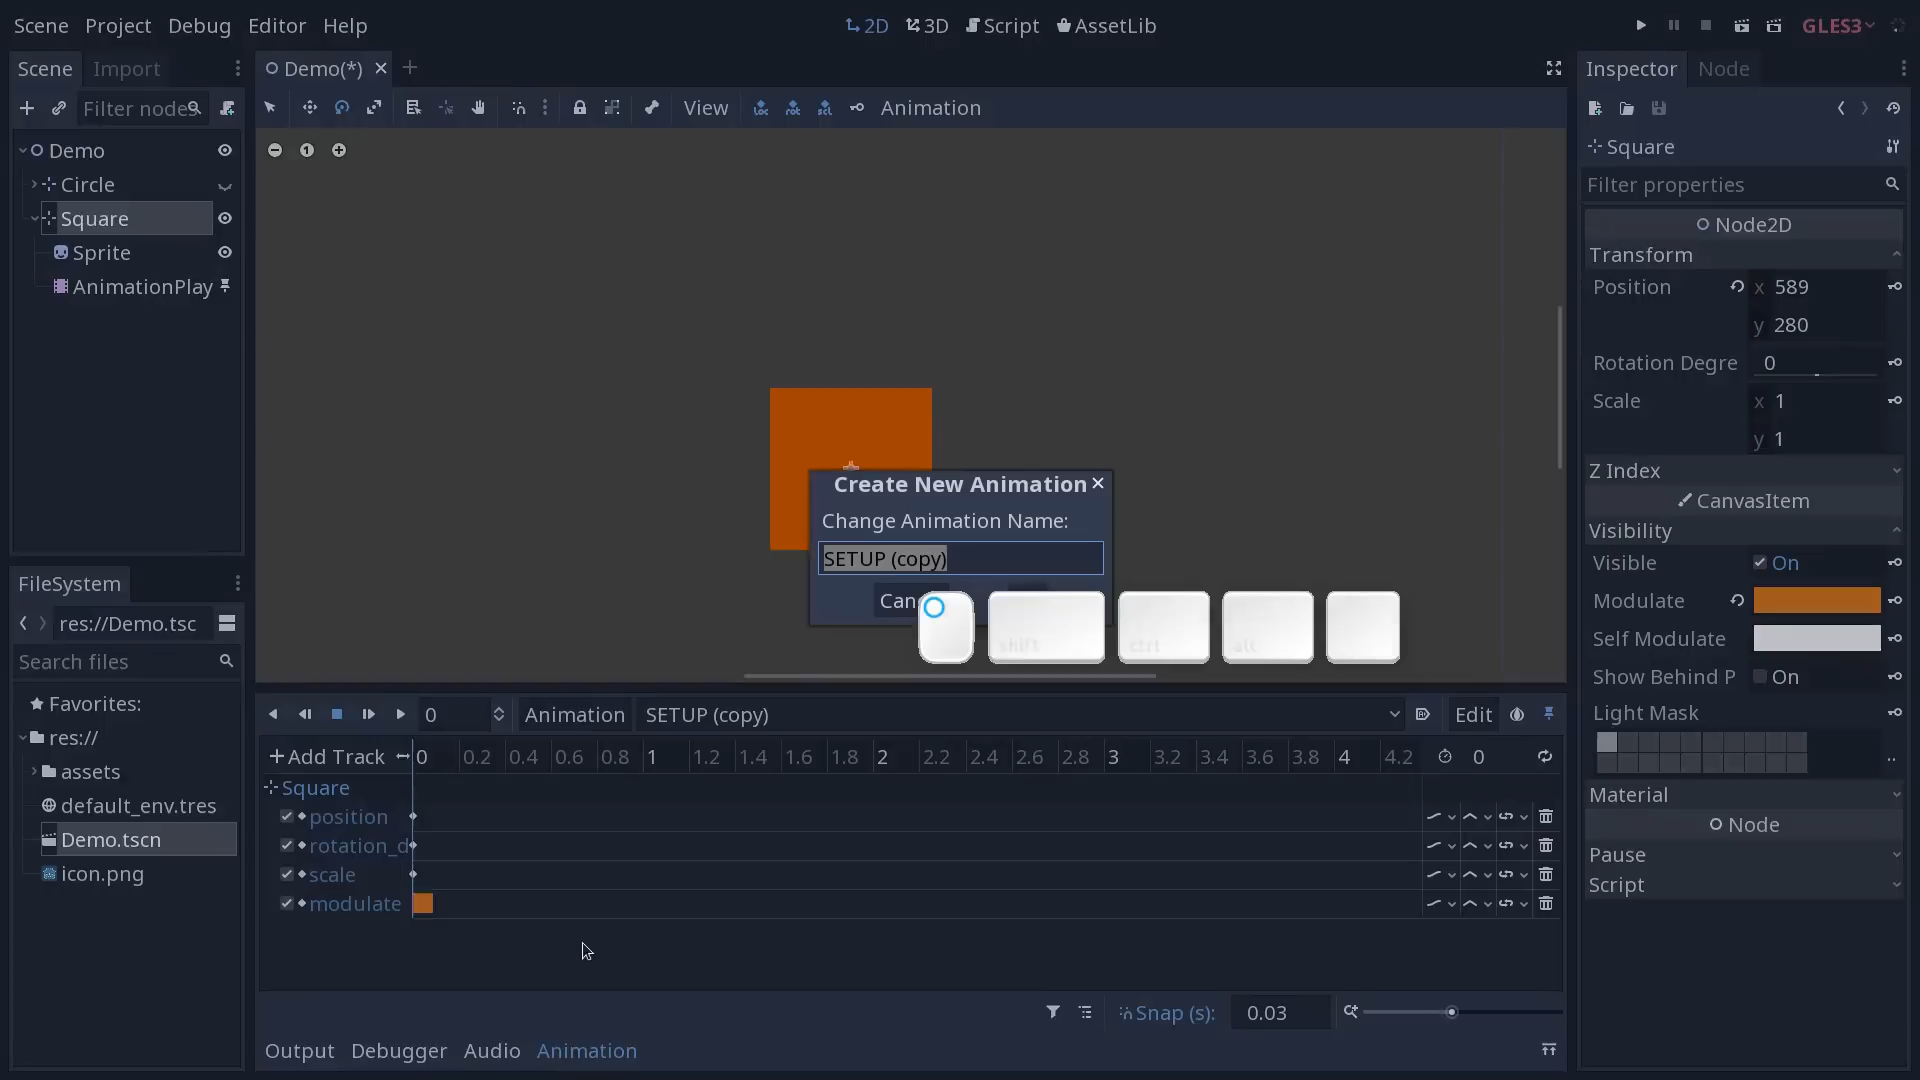 Scene Project Debug Editor Help
2D 3D Script AssetLib
GLES3
Scene Import
Demo(*)
Inspector Node
Filter nodes
View Animation
Demo
Circle
Square
Sprite
AnimationPlay
Square
Filter properties
Node2D
Transform
Position x 589
y 280
Rotation Degre 0
Scale x 1
y 1
Z Index
CanvasItem
Visibility
Visible On
Modulate
Self Modulate
Show Behind P On
Light Mask
Material
Node
Pause
Script
Create New Animation
Change Animation Name:
SETUP (copy)
Can
shift ctrl alt
FileSystem
res://Demo.tsc
Search files
Favorites:
res://
assets
default_env.tres
Demo.tscn
icon.png
0 Animation SETUP (copy) Edit
Add Track 0 0.2 0.4 0.6 0.8 1 1.2 1.4 1.6 1.8 2 2.2 2.4 2.6 2.8 3 3.2 3.4 3.6 3.8 4 4.2 0
Square
position
rotation_d
scale
modulate
Snap (s): 0.03
Output Debugger Audio Animation